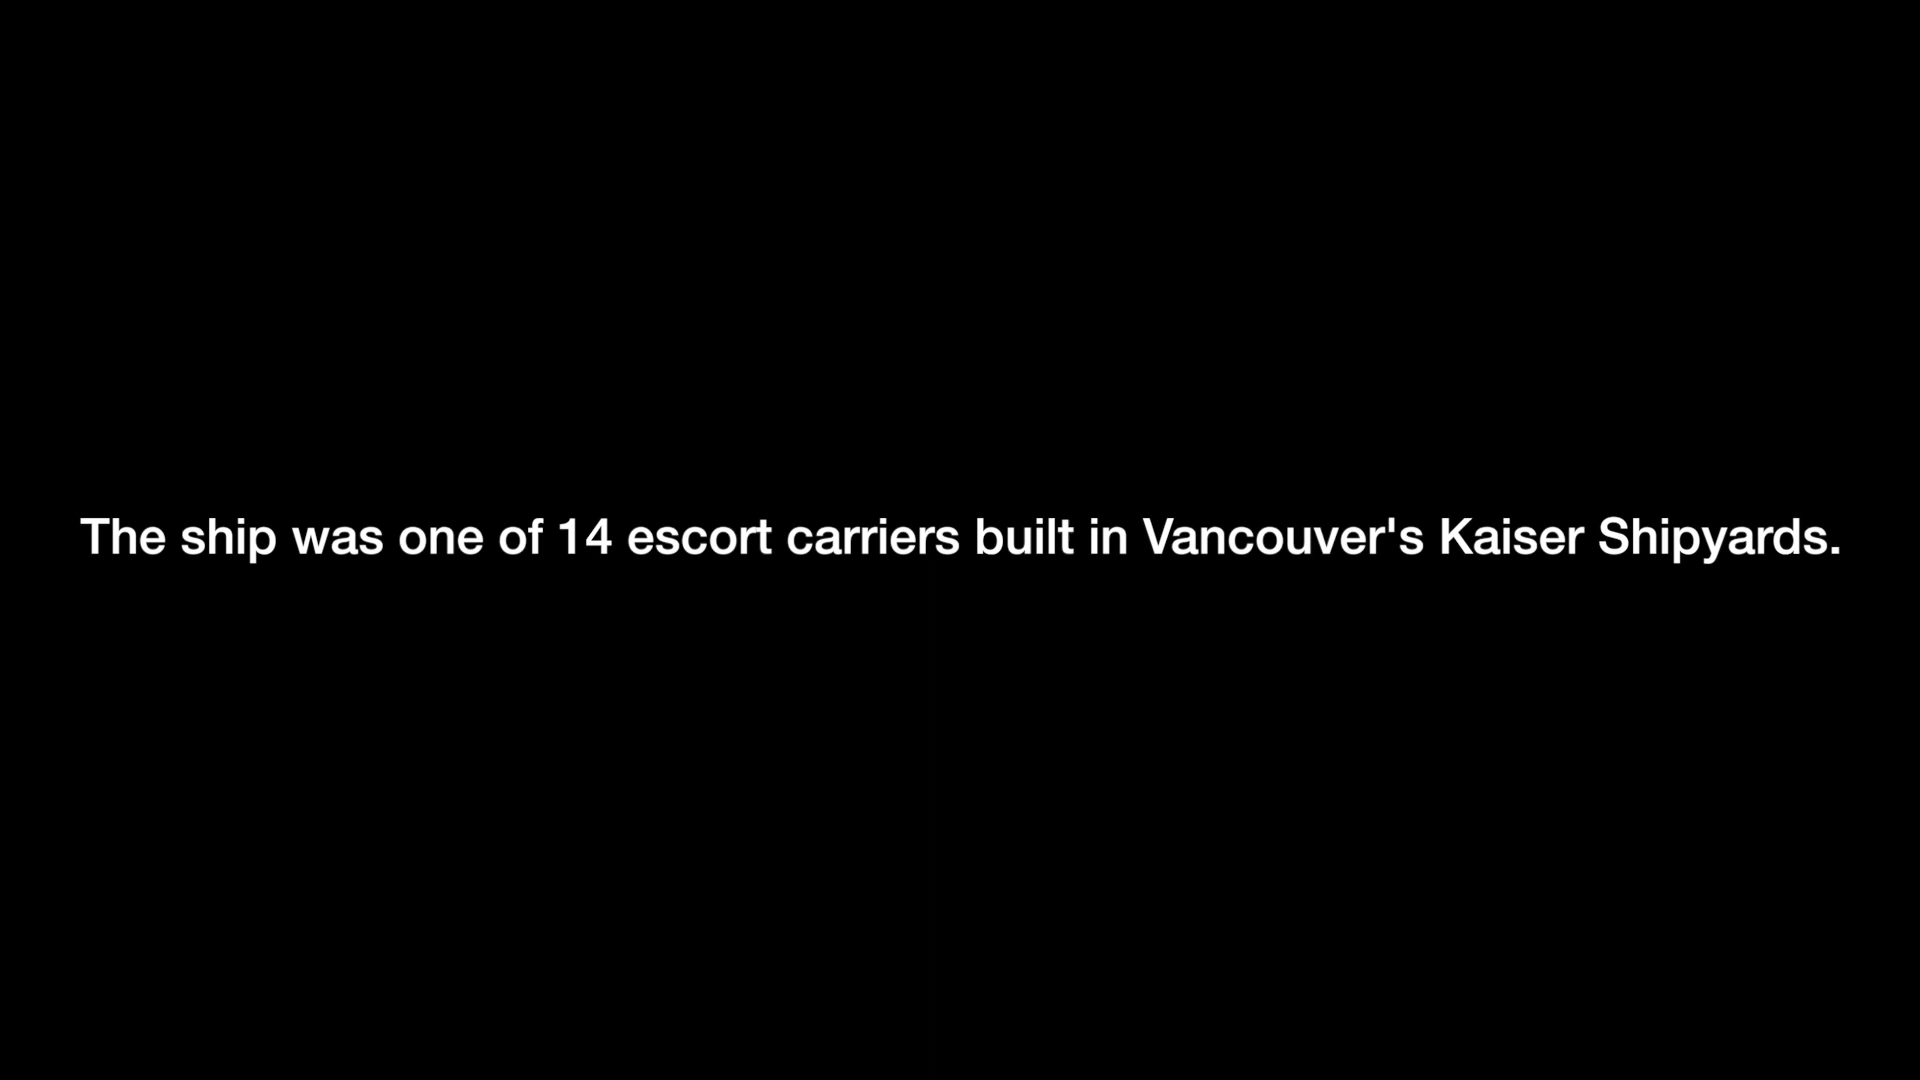 The ship was one of 14 escort carriers built in Vancouver's Kaiser Shipyards.